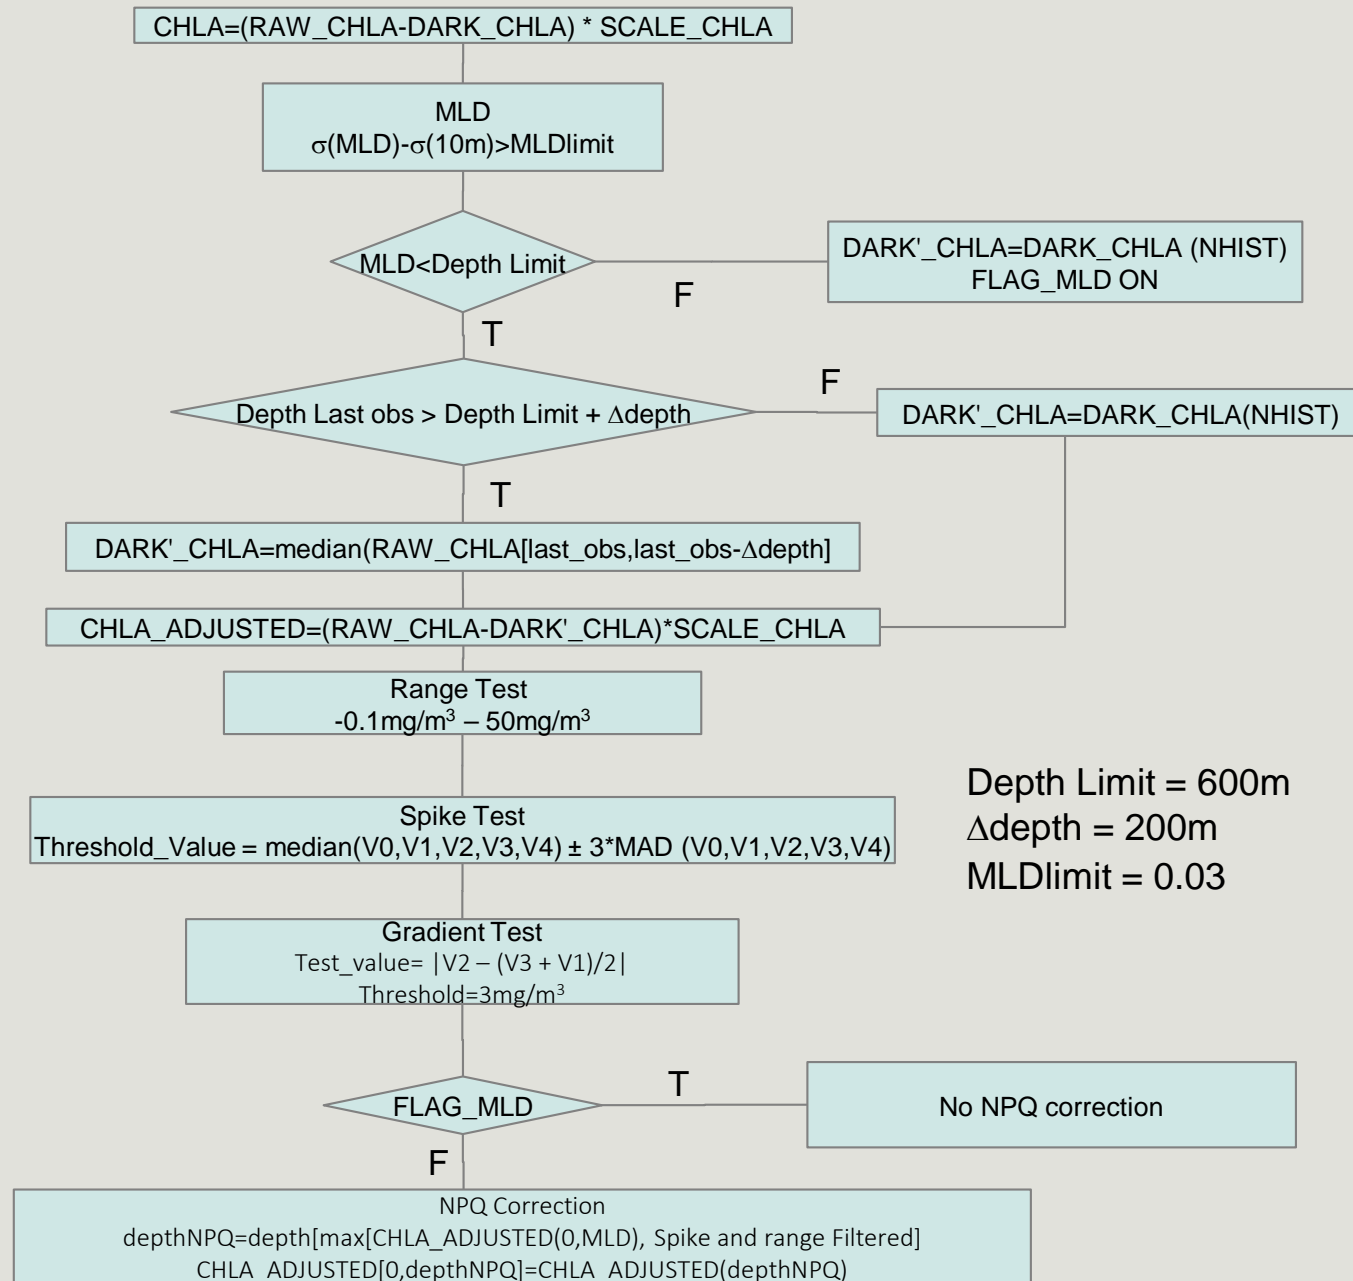 CHLA=(RAW_CHLA-DARK_CHLA) * SCALE_CHLA
MLD
σ(MLD)-σ(10m)>MLDlimit
MLD<Depth Limit
F
DARK'_CHLA=DARK_CHLA (NHIST)
FLAG_MLD ON
T
Depth Last obs > Depth Limit + Δdepth
F
DARK'_CHLA=DARK_CHLA(NHIST)
T
DARK'_CHLA=median(RAW_CHLA[last_obs,last_obs-Δdepth]
CHLA_ADJUSTED=(RAW_CHLA-DARK'_CHLA)*SCALE_CHLA
Range Test
-0.1mg/m³ – 50mg/m³
Spike Test
Threshold_Value = median(V0,V1,V2,V3,V4) ± 3*MAD (V0,V1,V2,V3,V4)
Depth Limit = 600m
Δdepth = 200m
MLDlimit = 0.03
Gradient Test
Test_value= |V2 – (V3 + V1)/2|
Threshold=3mg/m³
FLAG_MLD
T
No NPQ correction
F
NPQ Correction
depthNPQ=depth[max[CHLA_ADJUSTED(0,MLD), Spike and range Filtered]
CHLA_ADJUSTED[0,depthNPQ]=CHLA_ADJUSTED(depthNPQ)